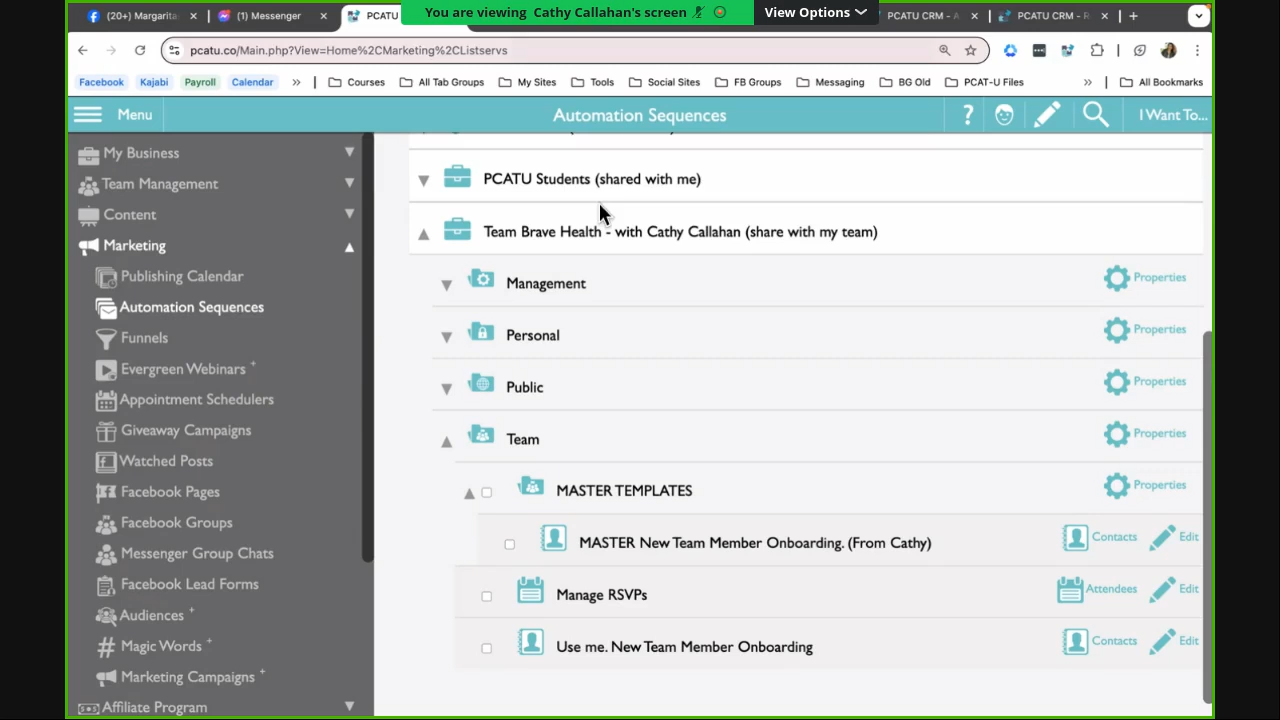 You are viewing Cathy Callahan's screen
View Options
(20+) Margarita
(1) Messenger
PCATU
PCATU CRM - A
PCATU CRM - R
pcatu.co/Main.php?View=Home%2CMarketing%2CListservs
Facebook
Kajabi
Payroll
Calendar
Courses
All Tab Groups
My Sites
Tools
Social Sites
FB Groups
Messaging
BG Old
PCAT-U Files
All Bookmarks
Menu
Automation Sequences
?
I Want To...
My Business
Team Management
Content
Marketing
Publishing Calendar
Automation Sequences
Funnels
Evergreen Webinars +
Appointment Schedulers
Giveaway Campaigns
Watched Posts
Facebook Pages
Facebook Groups
Messenger Group Chats
Facebook Lead Forms
Audiences +
Magic Words +
Marketing Campaigns +
Affiliate Program
PCATU Students (shared with me)
Team Brave Health - with Cathy Callahan (share with my team)
Management
Properties
Personal
Properties
Public
Properties
Team
Properties
MASTER TEMPLATES
Properties
MASTER New Team Member Onboarding. (From Cathy)
Contacts
Edit
Manage RSVPs
Attendees
Edit
Use me. New Team Member Onboarding
Contacts
Edit